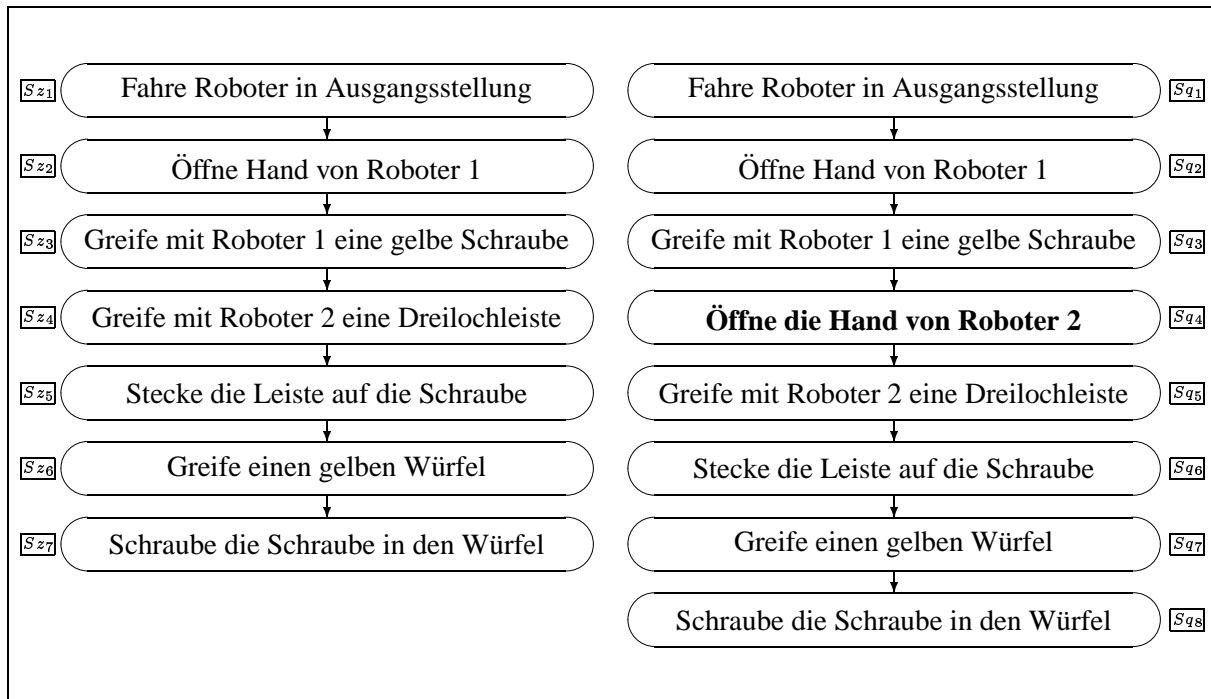 Sz1 Fahre Roboter in Ausgangsstellung
Sz2 Öffne Hand von Roboter 1
Sz3 Greife mit Roboter 1 eine gelbe Schraube
Sz4 Greife mit Roboter 2 eine Dreilochleiste
Sz5 Stecke die Leiste auf die Schraube
Sz6 Greife einen gelben Würfel
Sz7 Schraube die Schraube in den Würfel
Fahre Roboter in Ausgangsstellung Sq1
Öffne Hand von Roboter 1 Sq2
Greife mit Roboter 1 eine gelbe Schraube Sq3
Öffne die Hand von Roboter 2 Sq4
Greife mit Roboter 2 eine Dreilochleiste Sq5
Stecke die Leiste auf die Schraube Sq6
Greife einen gelben Würfel Sq7
Schraube die Schraube in den Würfel Sq8